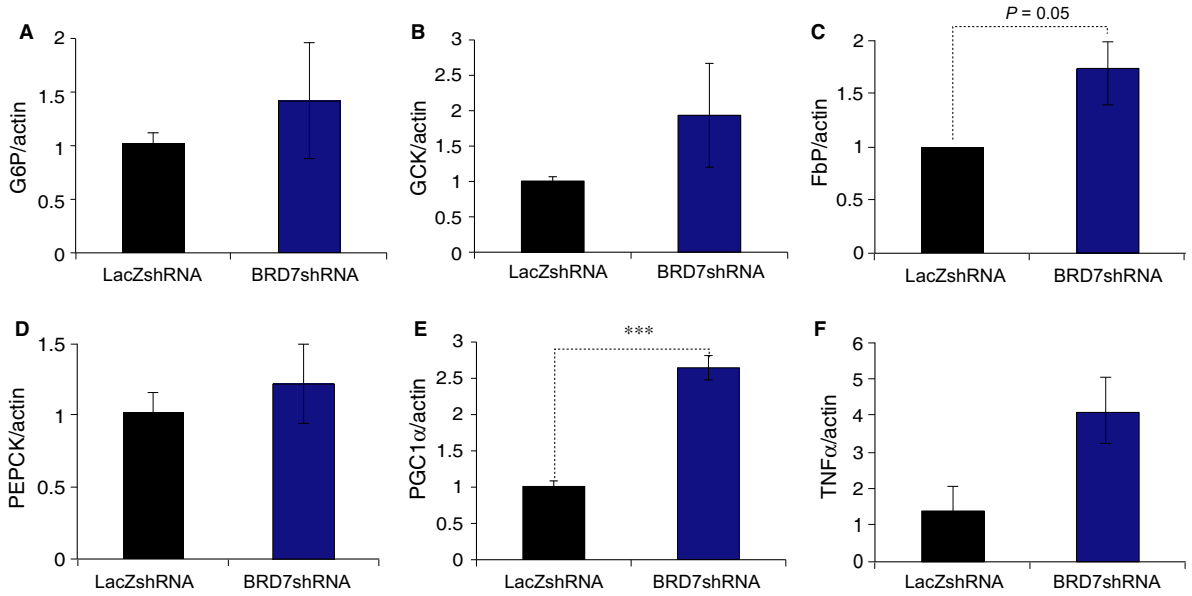 A
G6P/actin
2
1.5
1
0.5
0
LacZshRNA BRD7shRNA
B
GCK/actin
3
2.5
2
1.5
1
0.5
0
LacZshRNA BRD7shRNA
C
P = 0.05
FbP/actin
2
1.5
1
0.5
0
LacZshRNA BRD7shRNA
D
PEPCK/actin
1.5
1
0.5
0
LacZshRNA BRD7shRNA
E
***
PGC1α/actin
3
2.5
2
1.5
1
0.5
0
LacZshRNA BRD7shRNA
F
TNFα/actin
6
5
4
3
2
1
0
LacZshRNA BRD7shRNA